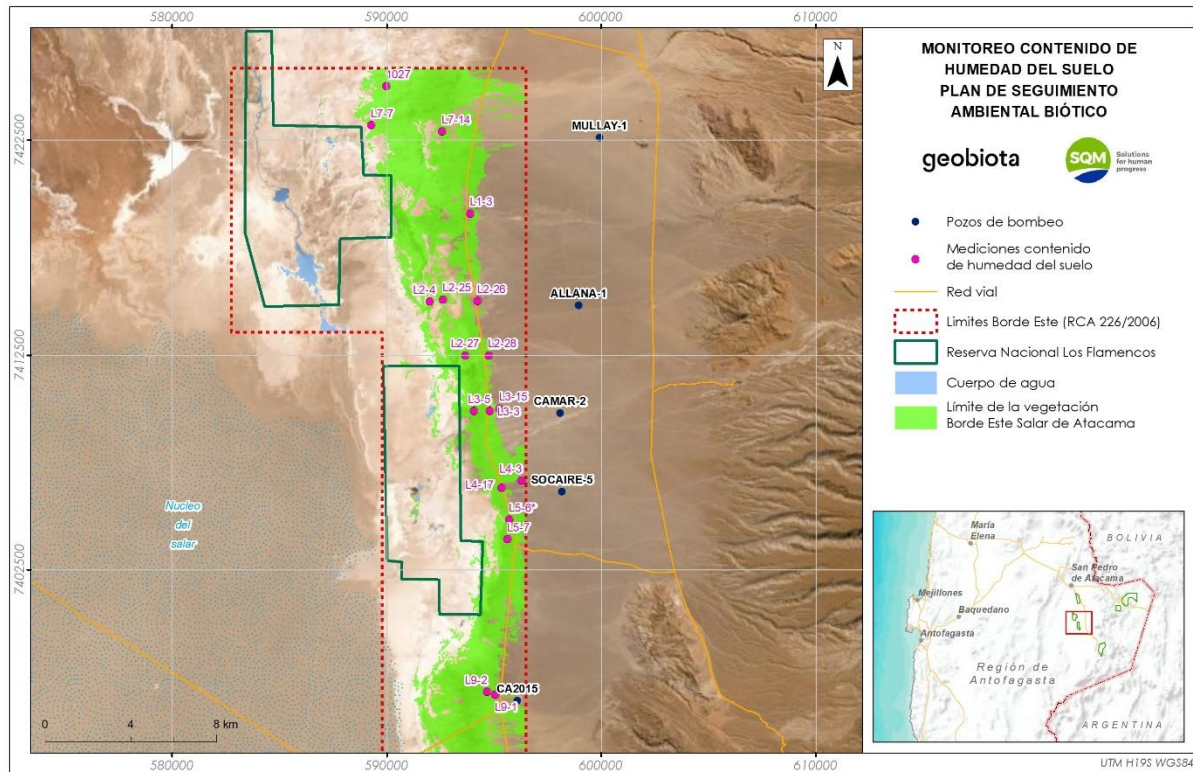 580000
590000
600000
610000
7422500
7412500
7402500
N
1027
L7-7
L7-14
MULLAY-1
L1-3
L2-4
L2-25
L2-26
ALLANA-1
L2-27
L2-28
L3-5
L3-15
L3-3
CAMAR-2
L4-3
L4-17
SOCAIRE-5
L5-6*
L5-7
Nucleo
del
salar
L9-2
CA2015
L9-1
0
4
8 km
580000
590000
600000
610000
MONITOREO CONTENIDO DE
HUMEDAD DEL SUELO
PLAN DE SEGUIMIENTO
AMBIENTAL BIÓTICO
geobiota
SQM
Solutions
for human
progress
Pozos de bombeo
Mediciones contenido
de humedad del suelo
Red vial
Limites Borde Este (RCA 226/2006)
Reserva Nacional Los Flamencos
Cuerpo de agua
Límite de la vegetación
Borde Este Salar de Atacama
María
Elena
BOLIVIA
San Pedro
de Atacama
Mejillones
Baquedano
Antofagasta
Región de
Antofagasta
ARGENTINA
UTM H19S WGS84